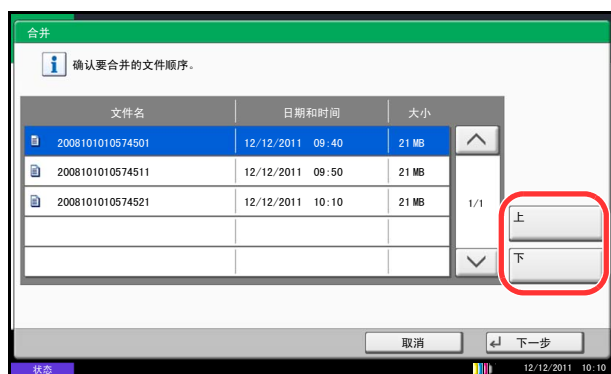 合并
确认要合并的文件顺序。
文件名 日期和时间 大小
2008101010574501 12/12/2011 09:40 21 MB
2008101010574511 12/12/2011 09:50 21 MB
2008101010574521 12/12/2011 10:10 21 MB
1/1
上
下
取消 下一步
状态 12/12/2011 10:10